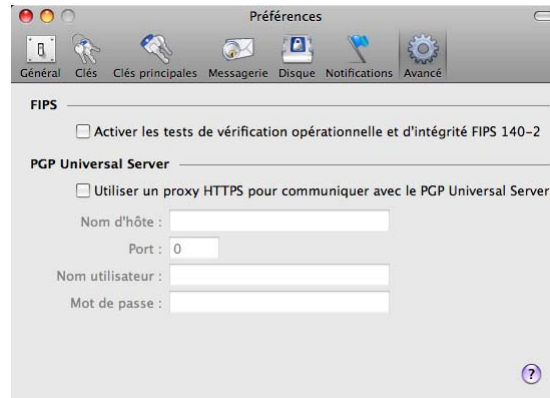 Préférences
Général Clés Clés principales Messagerie Disque Notifications Avancé
FIPS
Activer les tests de vérification opérationnelle et d'intégrité FIPS 140-2
PGP Universal Server
Utiliser un proxy HTTPS pour communiquer avec le PGP Universal Server
Nom d'hôte :
Port : 0
Nom utilisateur :
Mot de passe :
?